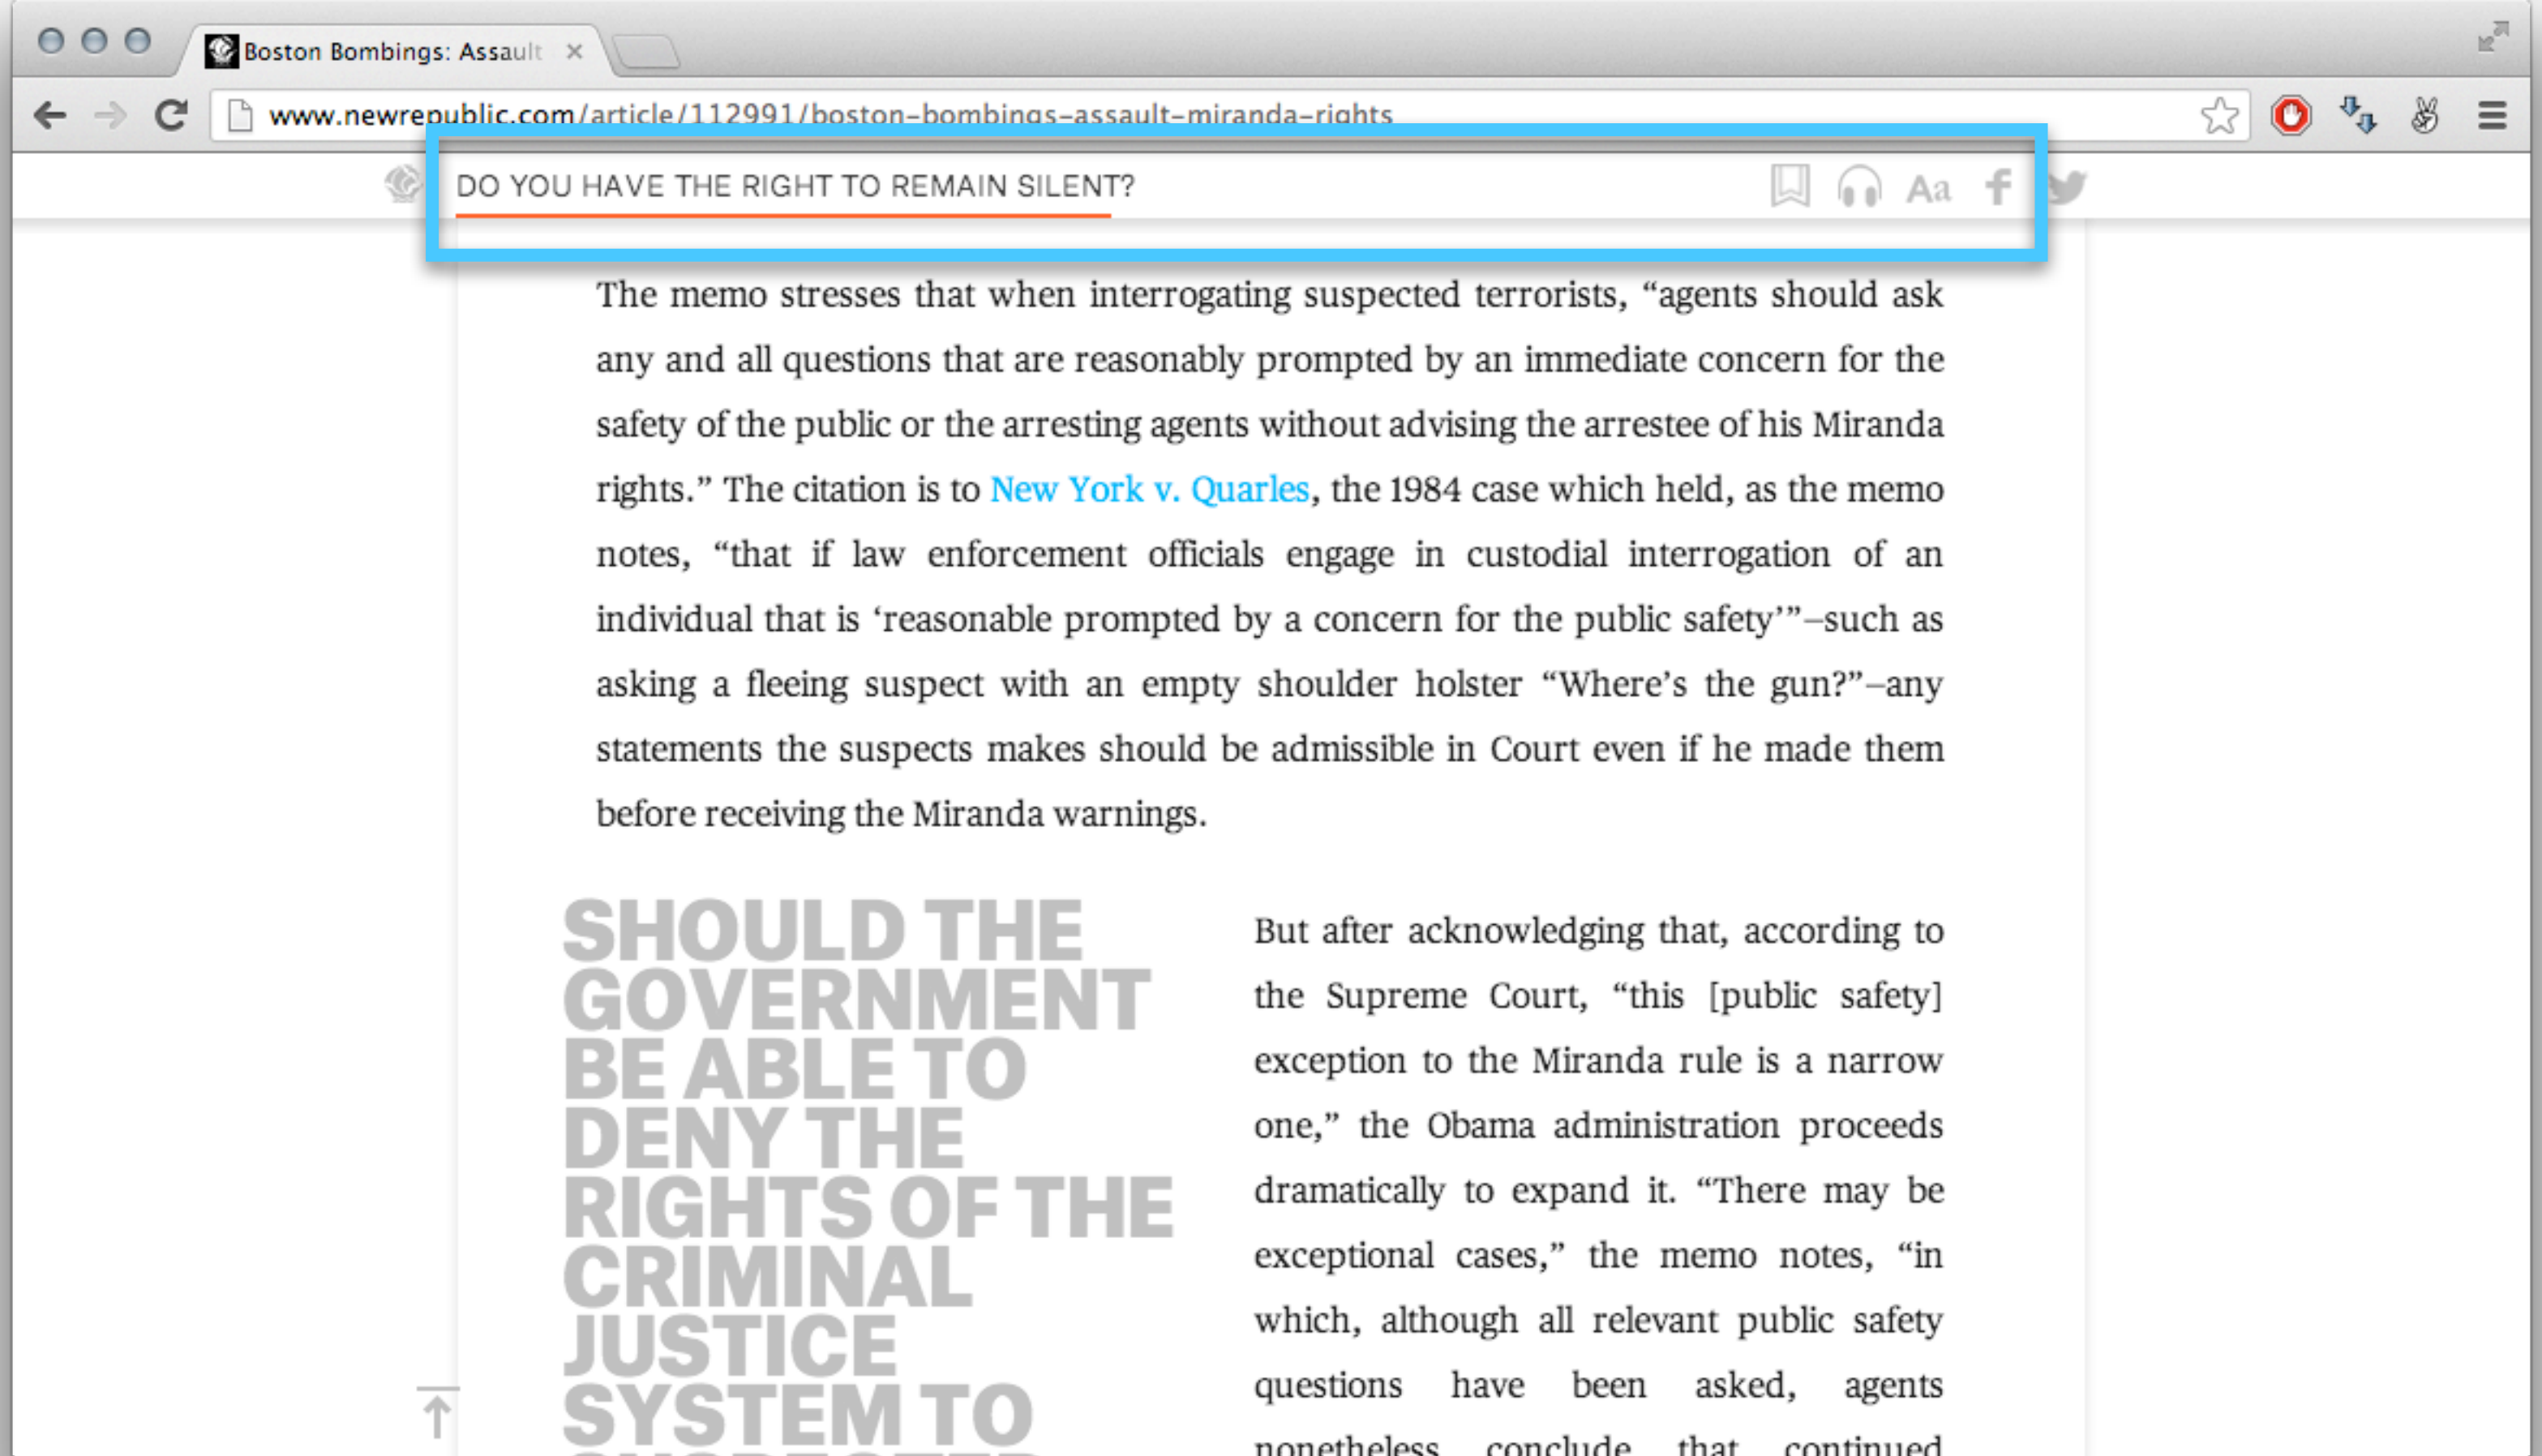 Boston Bombings: Assault
www.newrepublic.com/article/112991/boston-bombings-assault-miranda-rights
DO YOU HAVE THE RIGHT TO REMAIN SILENT?
Aa
The memo stresses that when interrogating suspected terrorists, “agents should ask
any and all questions that are reasonably prompted by an immediate concern for the
safety of the public or the arresting agents without advising the arrestee of his Miranda
rights.” The citation is to New York v. Quarles, the 1984 case which held, as the memo
notes, “that if law enforcement officials engage in custodial interrogation of an
individual that is ‘reasonable prompted by a concern for the public safety’”—such as
asking a fleeing suspect with an empty shoulder holster “Where’s the gun?”—any
statements the suspects makes should be admissible in Court even if he made them
before receiving the Miranda warnings.
SHOULD THE
GOVERNMENT
BE ABLE TO
DENY THE
RIGHTS OF THE
CRIMINAL
JUSTICE
SYSTEM TO
SUSPECTED
But after acknowledging that, according to
the Supreme Court, “this [public safety]
exception to the Miranda rule is a narrow
one,” the Obama administration proceeds
dramatically to expand it. “There may be
exceptional cases,” the memo notes, “in
which, although all relevant public safety
questions have been asked, agents
nonetheless conclude that continued